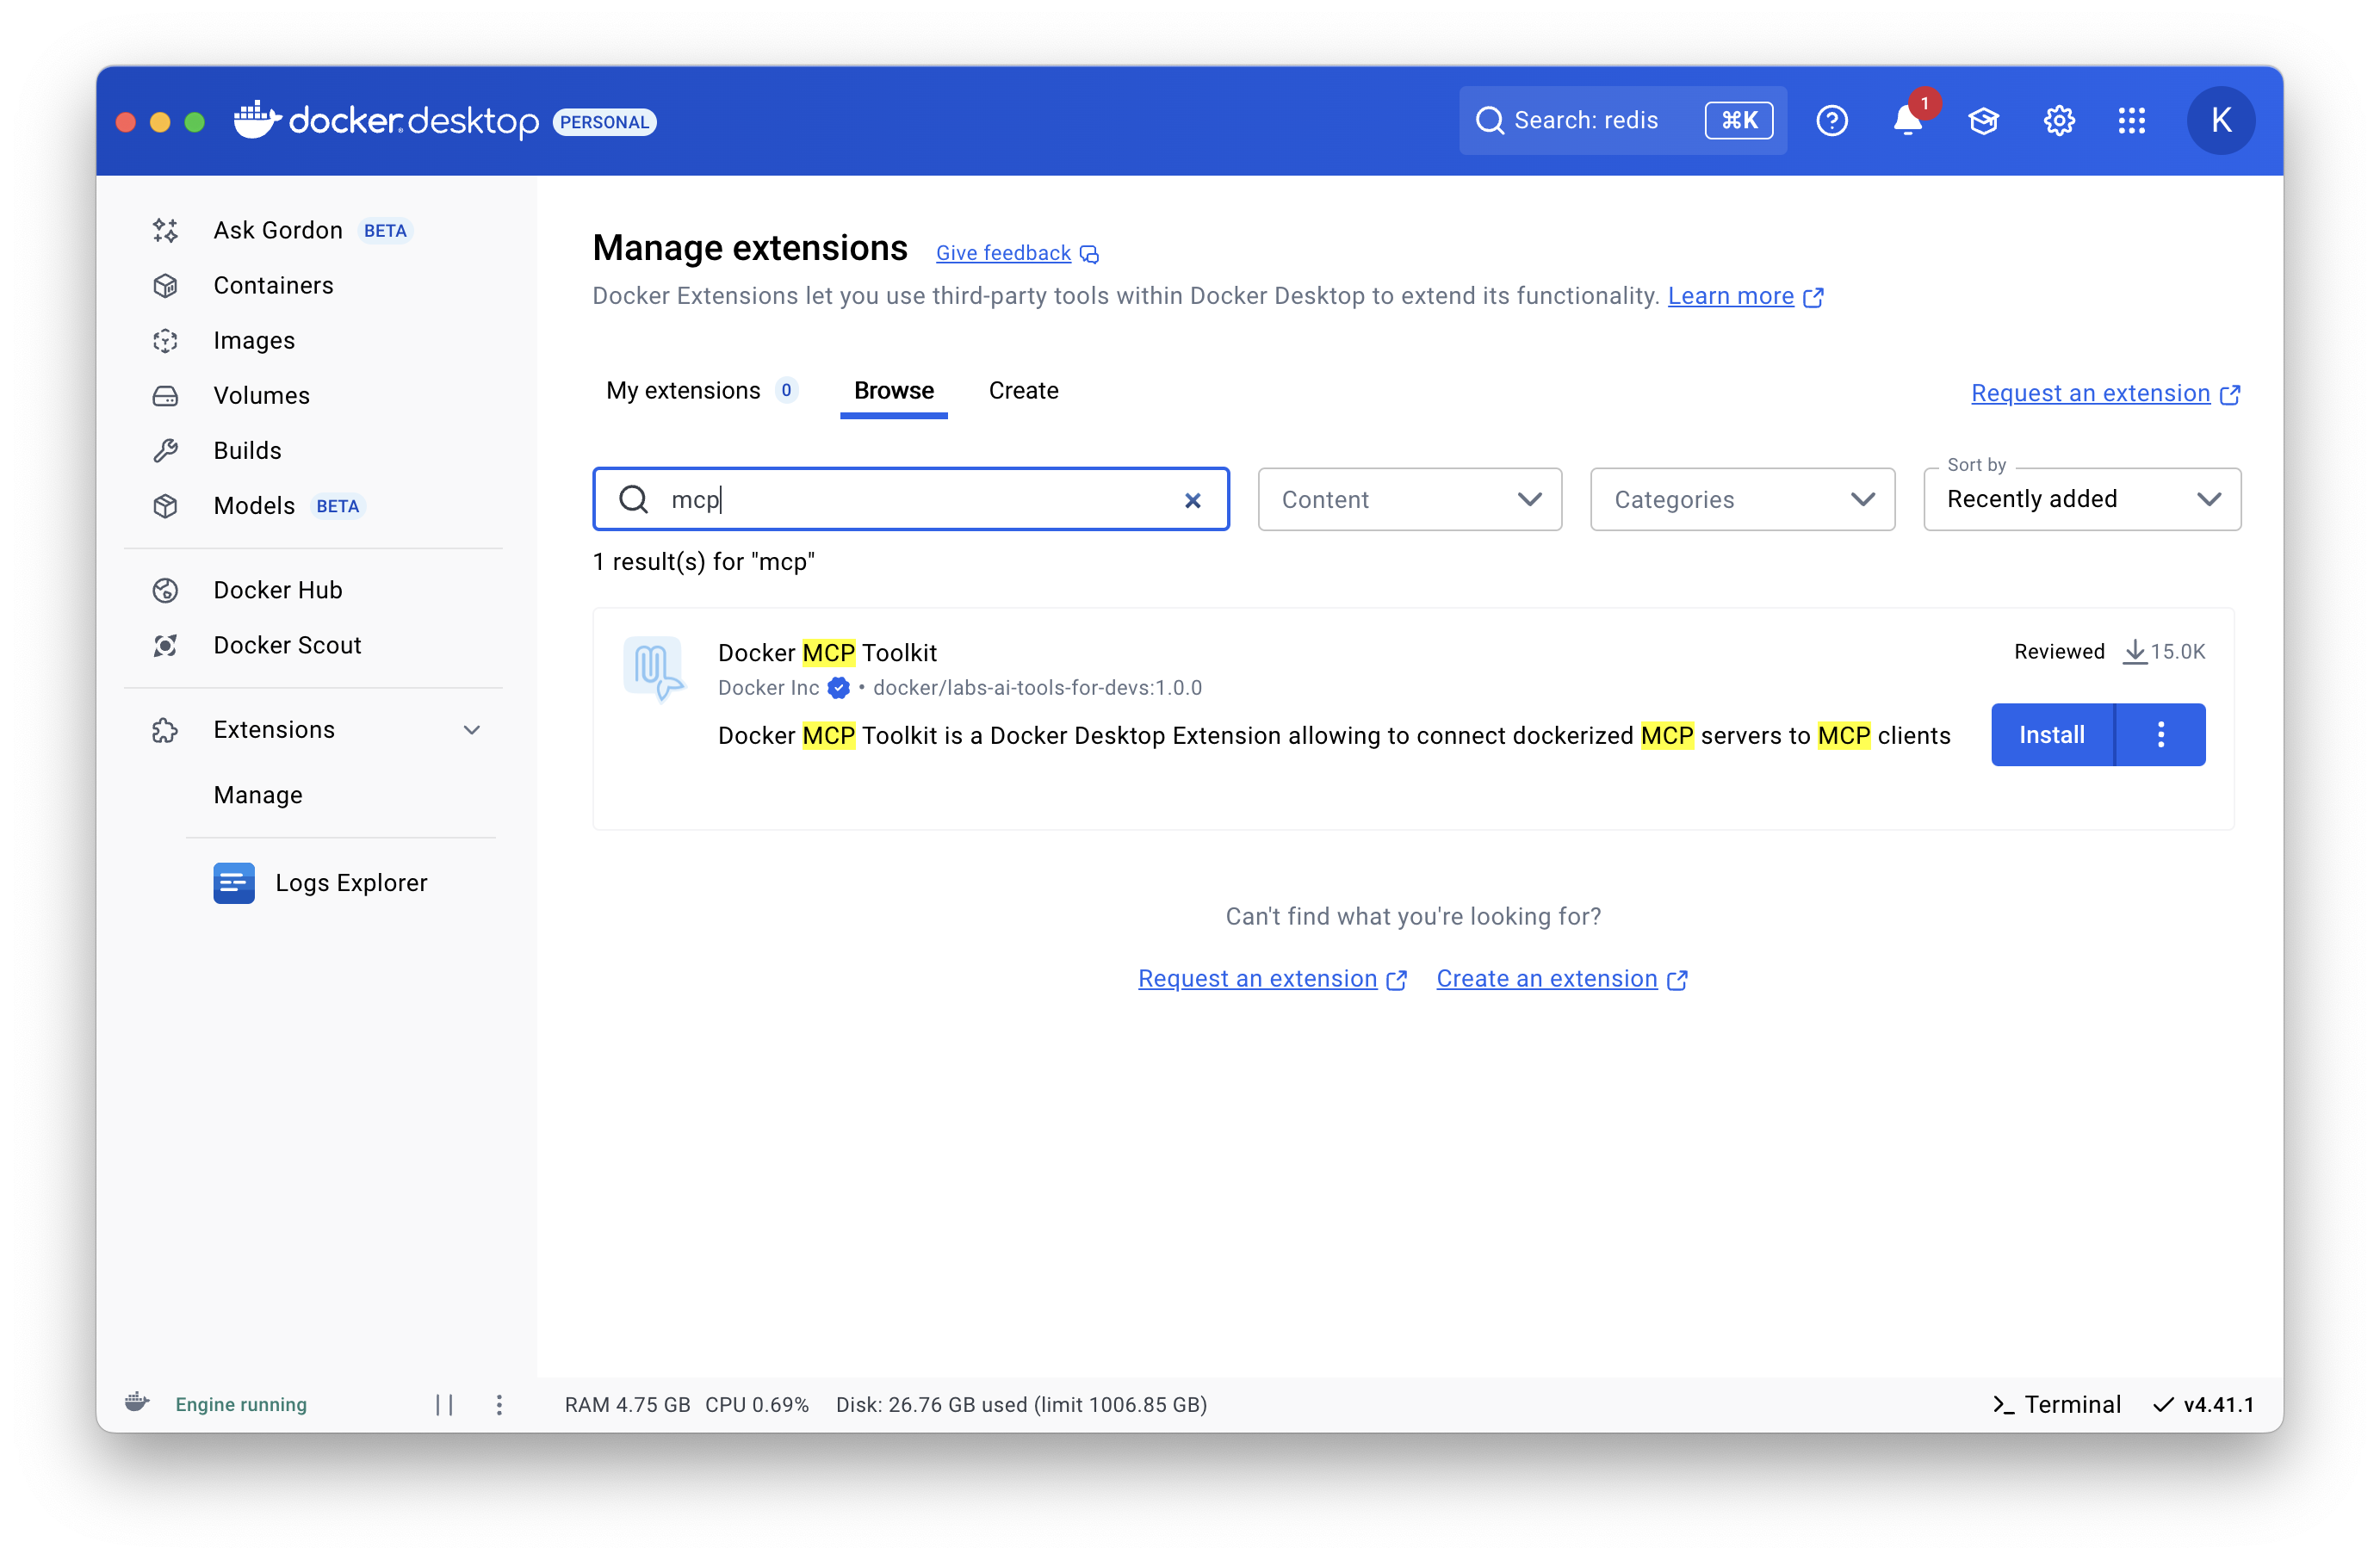 docker desktop PERSONAL
Search: redis ⌘K
1
K
Ask Gordon BETA
Containers
Images
Volumes
Builds
Models BETA
Docker Hub
Docker Scout
Extensions
Manage
Logs Explorer
Manage extensions Give feedback
Docker Extensions let you use third-party tools within Docker Desktop to extend its functionality. Learn more
My extensions 0 Browse Create
Request an extension
mcp
Content
Categories
Sort by
Recently added
1 result(s) for "mcp"
Docker MCP Toolkit
Reviewed 15.0K
Docker Inc • docker/labs-ai-tools-for-devs:1.0.0
Docker MCP Toolkit is a Docker Desktop Extension allowing to connect dockerized MCP servers to MCP clients
Install
Can't find what you're looking for?
Request an extension Create an extension
Engine running
RAM 4.75 GB CPU 0.69% Disk: 26.76 GB used (limit 1006.85 GB)
Terminal v4.41.1